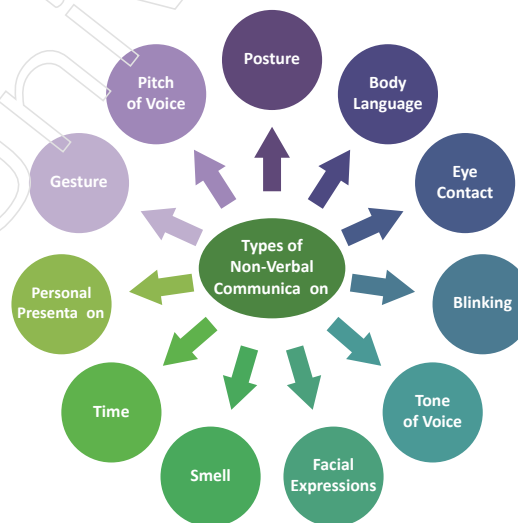 Posture
Body
Language
Eye
Contact
Blinking
Tone
of Voice
Facial
Expressions
Smell
Time
Personal
Presenta on
Gesture
Pitch
of Voice
Types of
Non-Verbal
Communica on